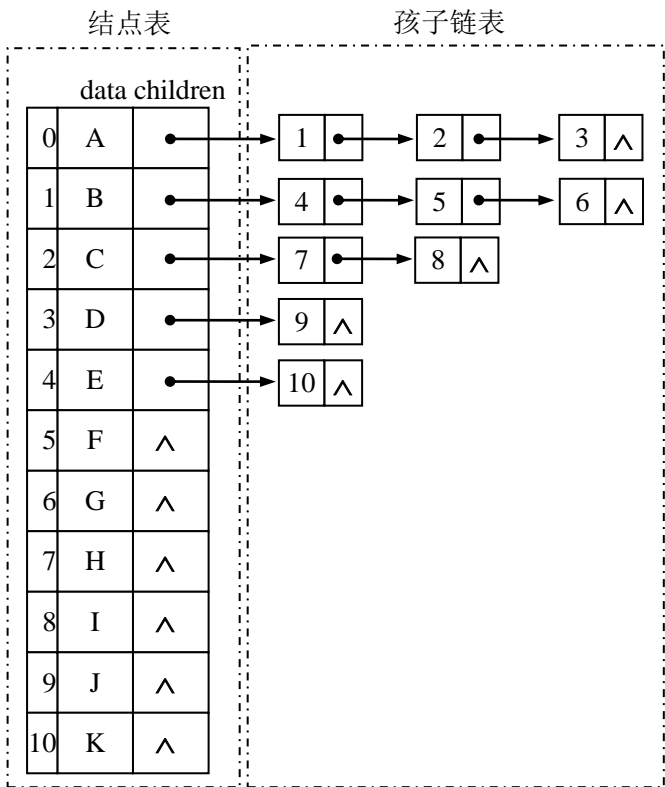 结点表 孩子链表
data children
0 A 1 2 3 ∧
1 B 4 5 6 ∧
2 C 7 8 ∧
3 D 9 ∧
4 E 10 ∧
5 F ∧
6 G ∧
7 H ∧
8 I ∧
9 J ∧
10 K ∧